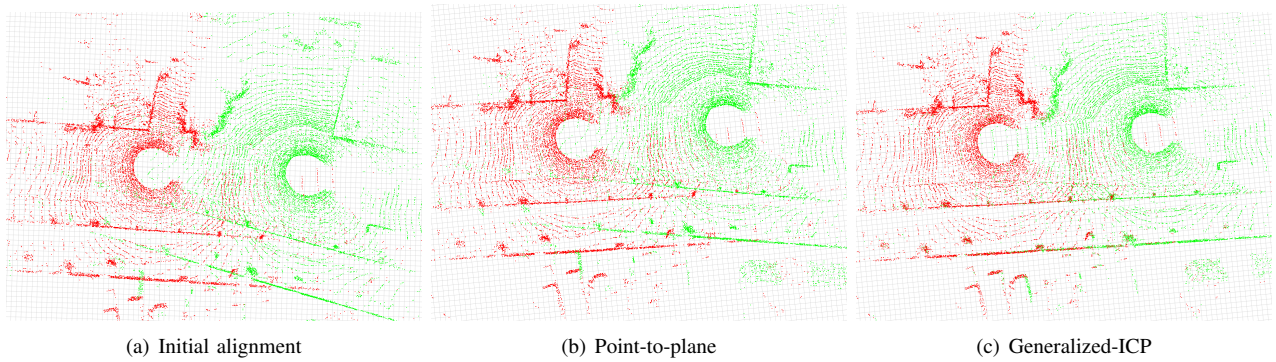 (a) Initial alignment
(b) Point-to-plane
(c) Generalized-ICP